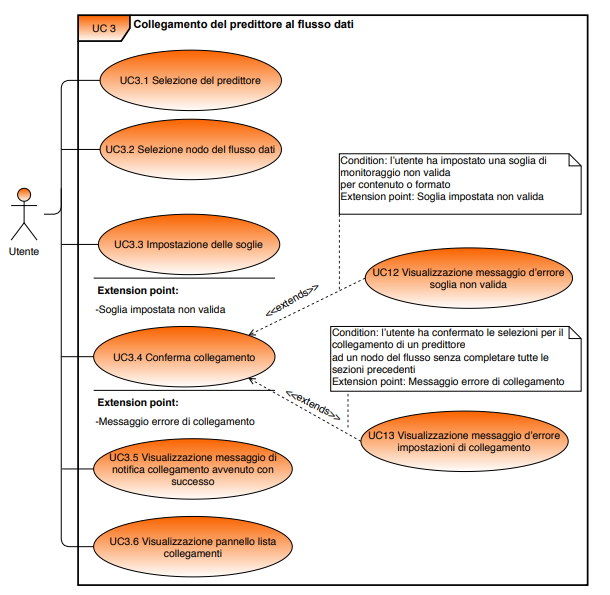 UC 3
Collegamento del predittore al flusso dati
UC3.1 Selezione del predittore
UC3.2 Selezione nodo del flusso dati
Condition: l'utente ha impostato una soglia di
monitoraggio non valida
per contenuto o formato
Extension point: Soglia impostata non valida
Utente
UC3.3 Impostazione delle soglie
UC12 Visualizzazione messaggio d'errore
soglia non valida
Extension point:
-Soglia impostata non valida
<<extends>>
Condition: l'utente ha confermato le selezioni per il
collegamento di un predittore
ad un nodo del flusso senza completare tutte le
sezioni precedenti
Extension point: Messaggio errore di collegamento
UC3.4 Conferma collegamento
<<extends>>
Extension point:
-Messaggio errore di collegamento
UC13 Visualizzazione messaggio d'errore
impostazioni di collegamento
UC3.5 Visualizzazione messaggio di
notifica collegamento avvenuto con
successo
UC3.6 Visualizzazione pannello lista
collegamenti